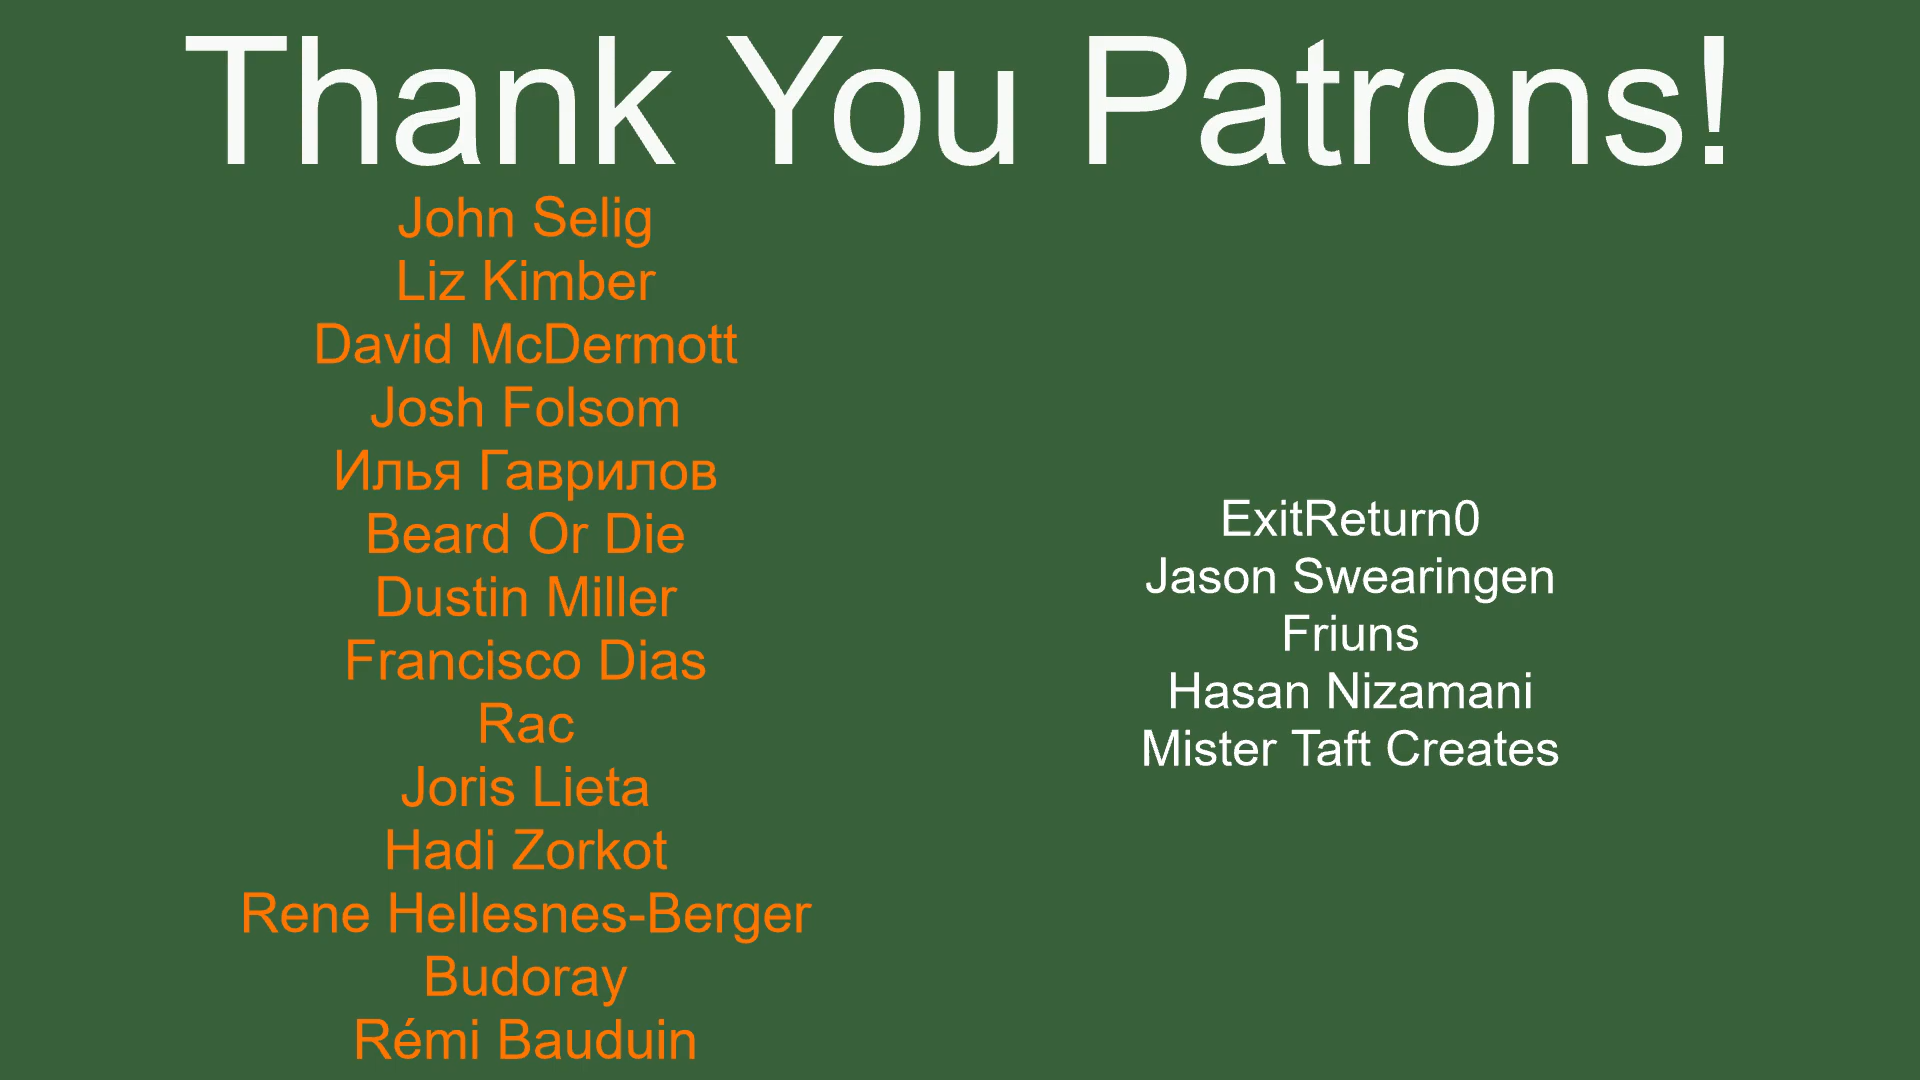 Thank You Patrons!
John Selig
Liz Kimber
David McDermott
Josh Folsom
Илья Гаврилов
Beard Or Die
Dustin Miller
Francisco Dias
Rac
Joris Lieta
Hadi Zorkot
Rene Hellesnes-Berger
Budoray
Rémi Bauduin
ExitReturn0
Jason Swearingen
Friuns
Hasan Nizamani
Mister Taft Creates